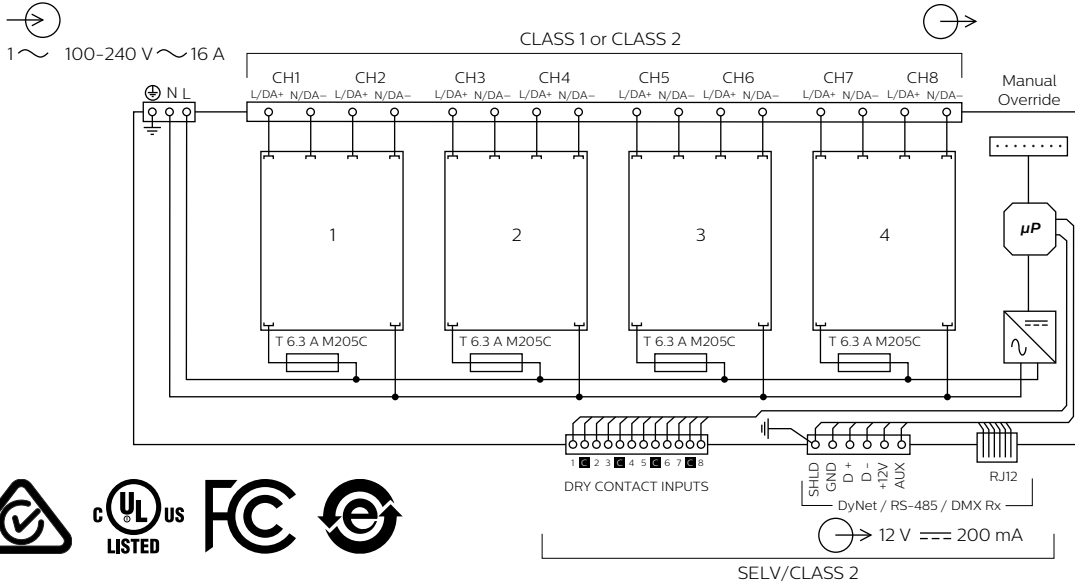 1 100-240 V 16 A
CLASS 1 or CLASS 2
CH1 CH2 CH3 CH4 CH5 CH6 CH7 CH8
L/DA+ N/DA− L/DA+ N/DA− L/DA+ N/DA− L/DA+ N/DA− L/DA+ N/DA− L/DA+ N/DA− L/DA+ N/DA− L/DA+ N/DA−
Manual
Override
N L
1
2
3
4
µP
T 6.3 A M205C
T 6.3 A M205C
T 6.3 A M205C
T 6.3 A M205C
1 C 2 3 C 4 5 C 6 7 C 8
DRY CONTACT INPUTS
SHLD
GND
D +
D −
+12V
AUX
RJ12
DyNet / RS-485 / DMX Rx
12 V 200 mA
SELV/CLASS 2
C UL US
LISTED
FC
e